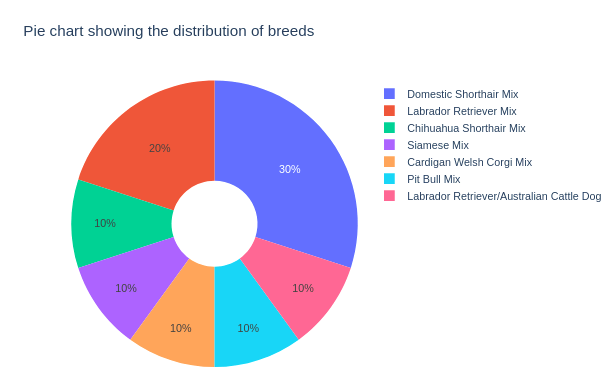 Pie chart showing the distribution of breeds
30%
20%
10%
10%
10%
10%
10%
Domestic Shorthair Mix
Labrador Retriever Mix
Chihuahua Shorthair Mix
Siamese Mix
Cardigan Welsh Corgi Mix
Pit Bull Mix
Labrador Retriever/Australian Cattle Dog